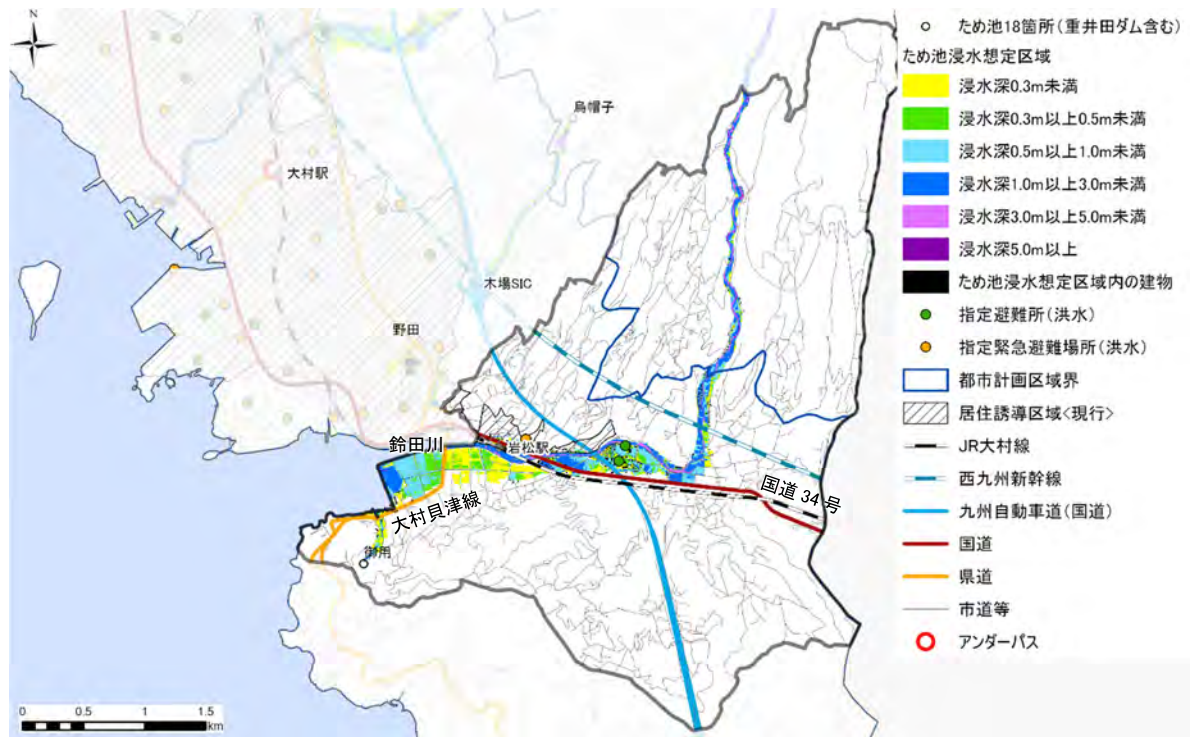 N
烏帽子
大村駅
木場SIC
野田
鈴田川
岩松駅
国道 34 号
大村貝津線
御用
0 0.5 1 1.5
km
ため池18箇所(重井田ダム含む)
ため池浸水想定区域
浸水深0.3m未満
浸水深0.3m以上0.5m未満
浸水深0.5m以上1.0m未満
浸水深1.0m以上3.0m未満
浸水深3.0m以上5.0m未満
浸水深5.0m以上
ため池浸水想定区域内の建物
指定避難所(洪水)
指定緊急避難場所(洪水)
都市計画区域界
居住誘導区域<現行>
JR大村線
西九州新幹線
九州自動車道(国道)
国道
県道
市道等
アンダーパス